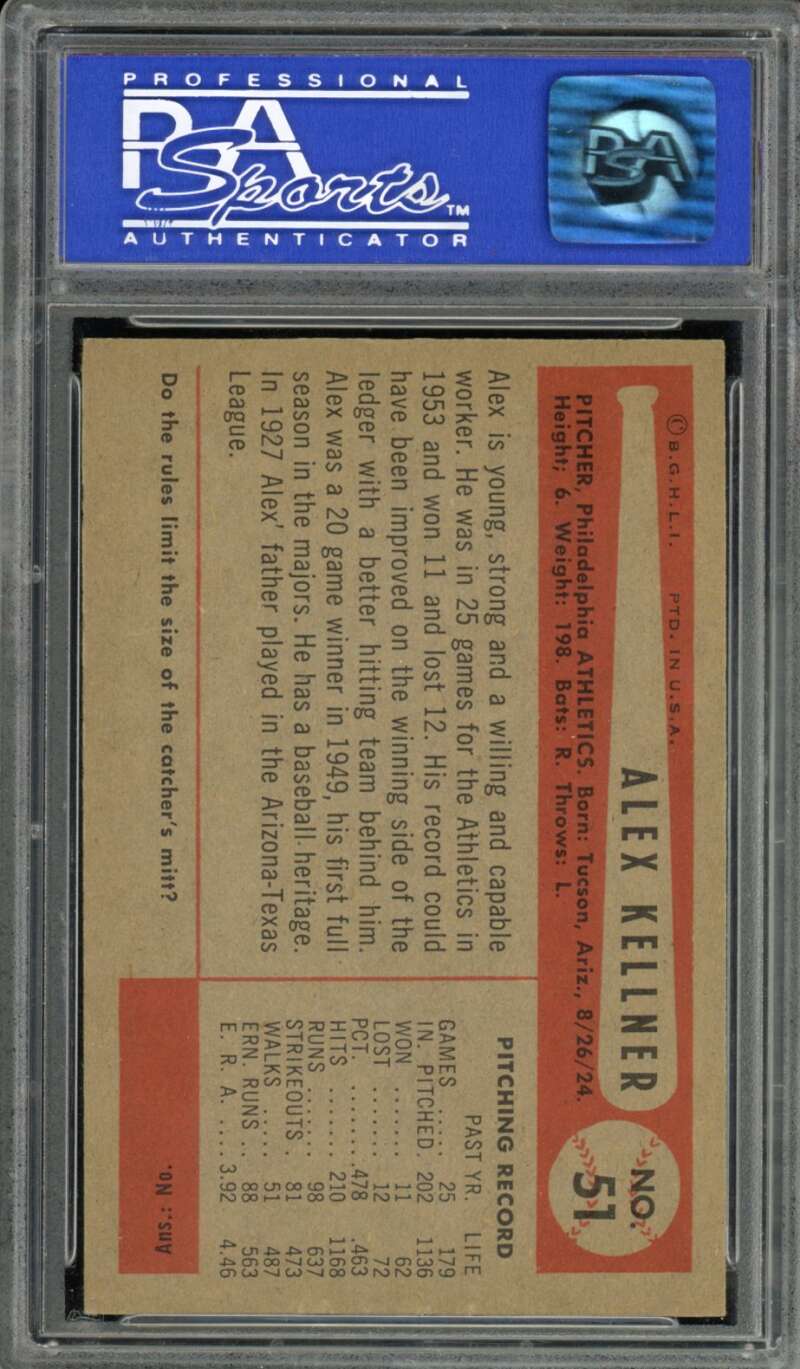 PROFESSIONAL
PSA
Sports™
AUTHENTICATOR
PSA
© B.G.H.L.I. PTD. IN U.S.A.
ALEX KELLNER
NO.
51
PITCHER, Philadelphia ATHLETICS. Born: Tucson, Ariz., 8/26/24.
Height; 6. Weight: 198. Bats: R. Throws: L.
Alex is young, strong and a willing and capable
worker. He was in 25 games for the Athletics in
1953 and won 11 and lost 12. His record could
have been improved on the winning side of the
ledger with a better hitting team behind him.
Alex was a 20 game winner in 1949, his first full
season in the majors. He has a baseball heritage.
In 1927 Alex' father played in the Arizona-Texas
League.
PITCHING RECORD
PAST YR. LIFE
GAMES ..... 25 179
IN. PITCHED. 202 1136
WON ....... 11 62
LOST ....... 12 72
PCT. ........ .478 .463
HITS ....... 210 1168
RUNS ...... 98 637
STRIKEOUTS . 81 473
WALKS ..... 51 487
ERN. RUNS .. 88 563
E. R. A. .... 3.92 4.46
Do the rules limit the size of the catcher's mitt?
Ans.: No.